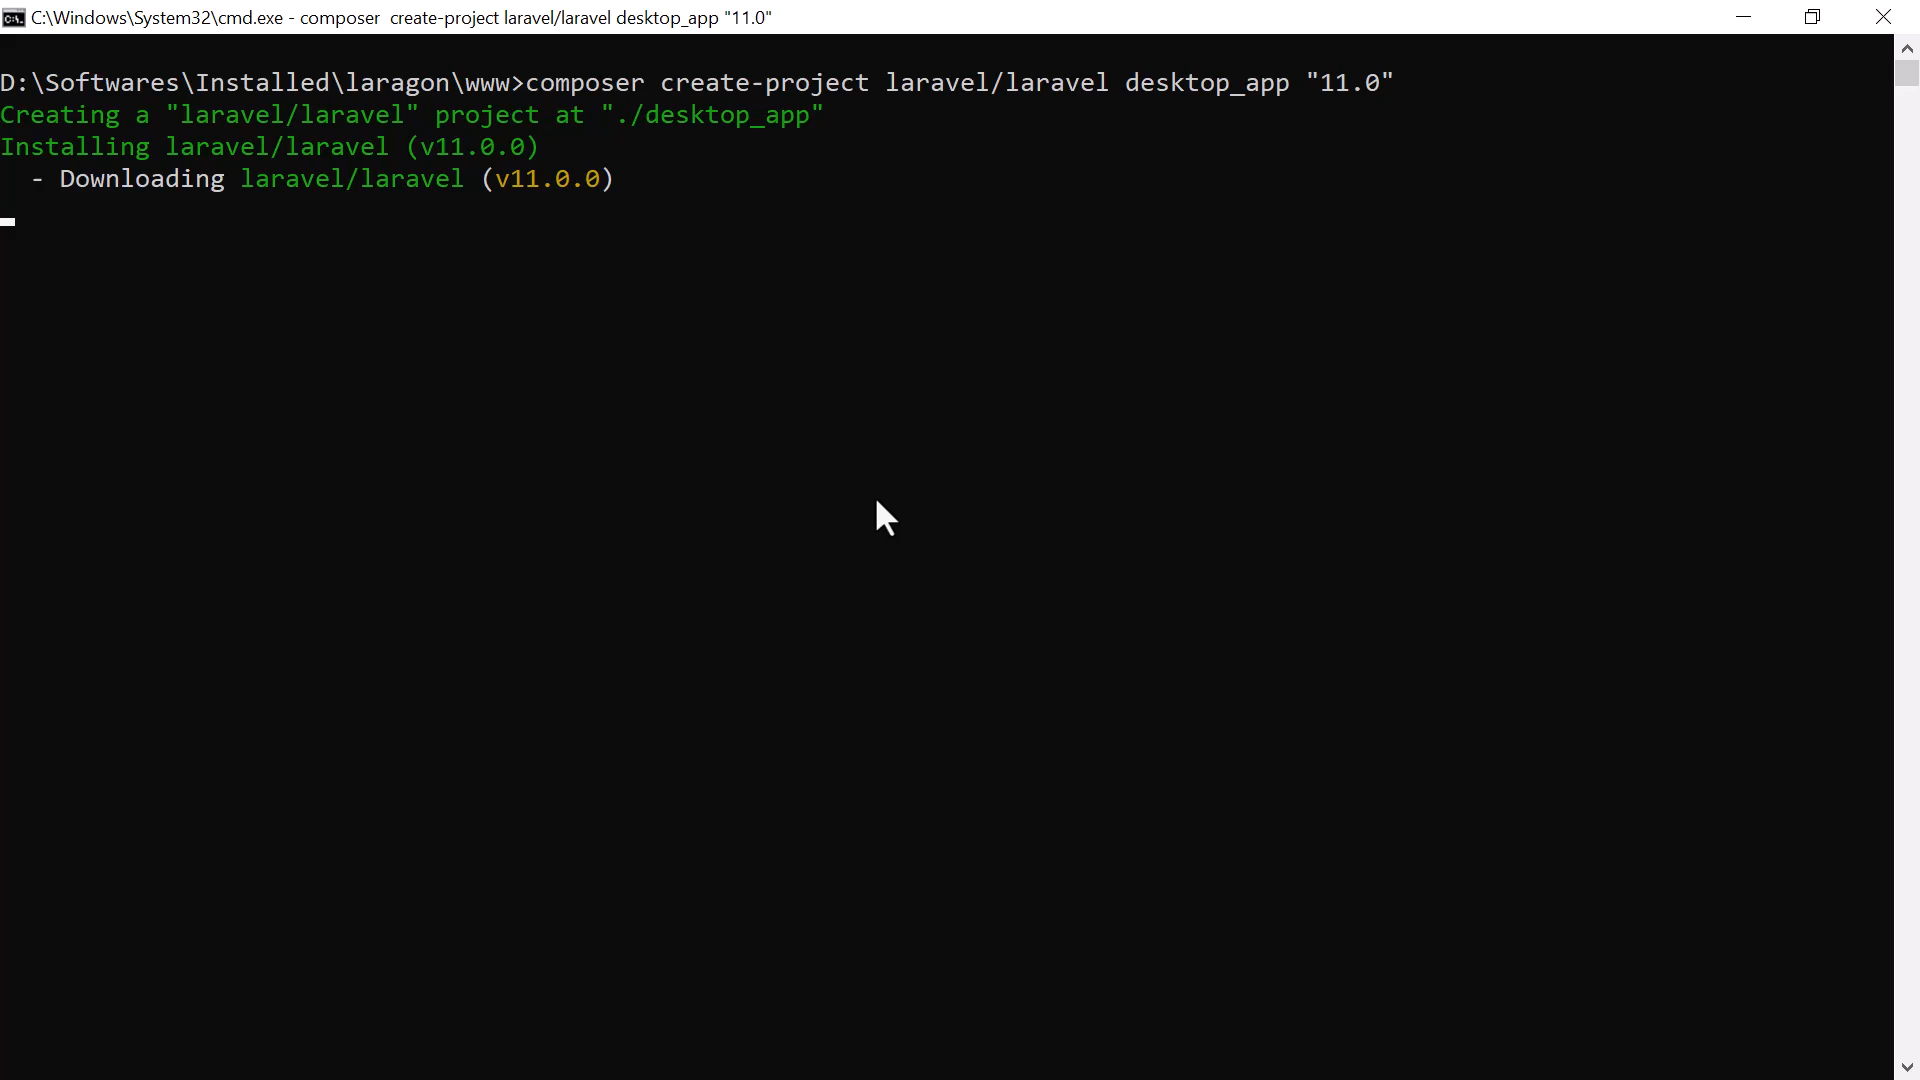 C:\Windows\System32\cmd.exe - composer  create-project laravel/laravel desktop_app "11.0"
D:\Softwares\Installed\laragon\www>composer create-project laravel/laravel desktop_app "11.0"
Creating a "laravel/laravel" project at "./desktop_app"
Installing laravel/laravel (v11.0.0)
  - Downloading laravel/laravel (v11.0.0)